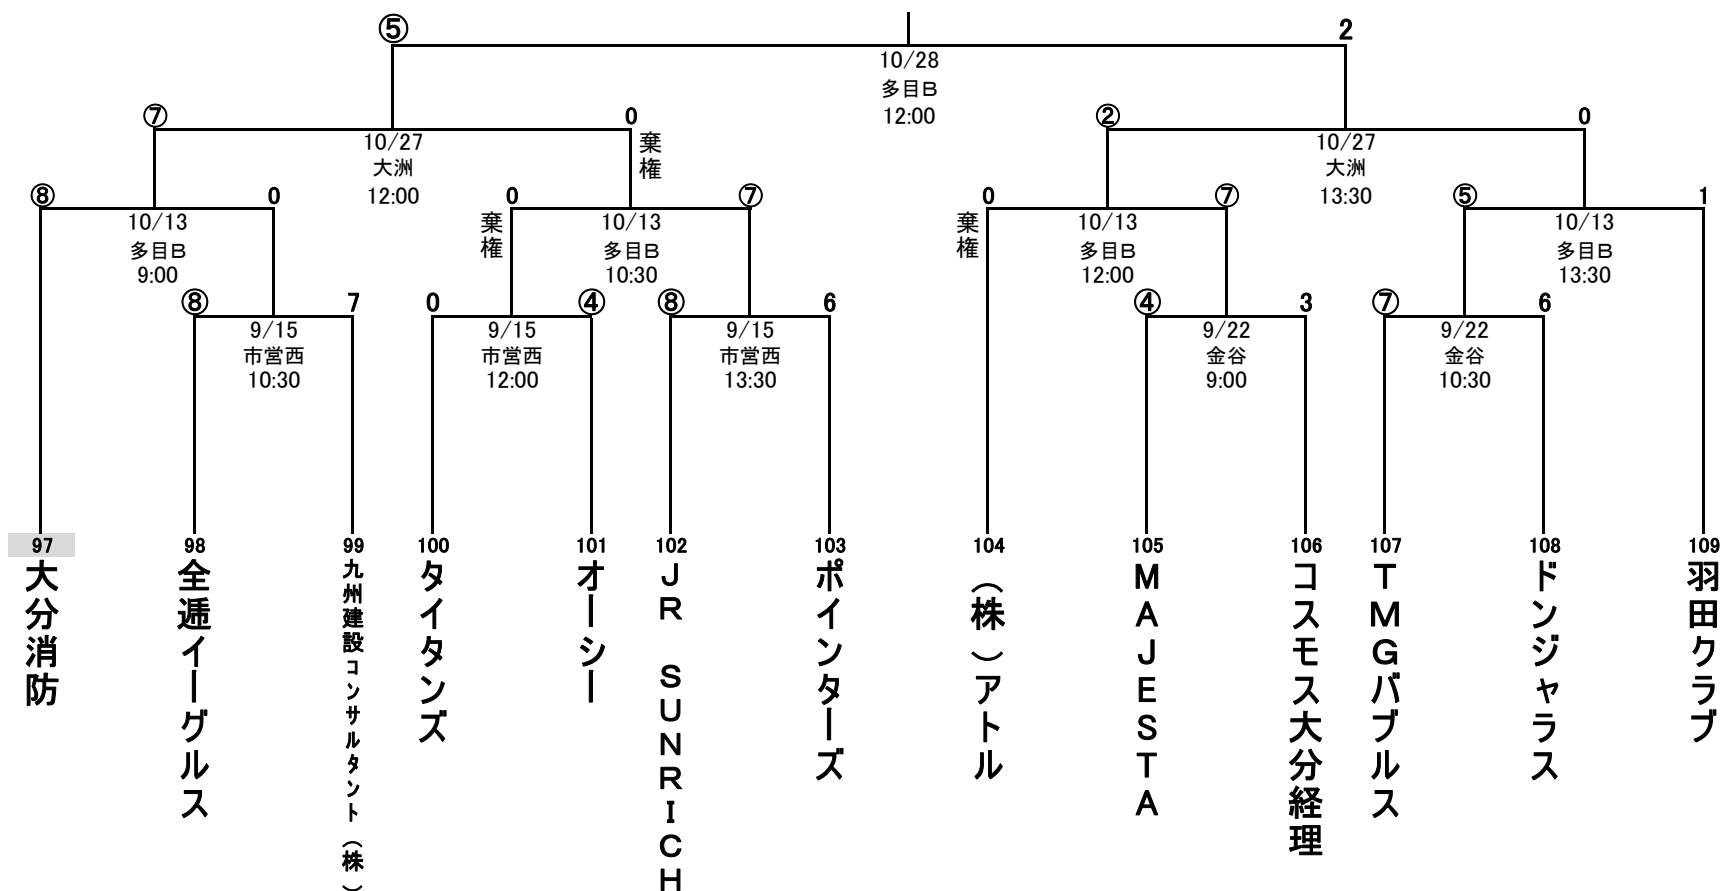 ⑤
2
10/28
多目B
12:00
⑦
0
棄権
10/27
大洲
12:00
②
0
10/27
大洲
13:30
⑧
0
10/13
多目B
9:00
0
棄権
⑦
10/13
多目B
10:30
0
棄権
⑦
10/13
多目B
12:00
⑤
1
10/13
多目B
13:30
⑧
7
9/15
市営西
10:30
0
④
9/15
市営西
12:00
⑧
6
9/15
市営西
13:30
④
3
9/22
金谷
9:00
⑦
6
9/22
金谷
10:30
97
大分消防
98
全逓イーグルス
99
九州建設コンサルタント(株)
100
タイタンズ
101
オーシー
102
JR SUNRICH
103
ポインターズ
104
(株)アトル
105
MAJESTA
106
コスモス大分経理
107
TMGバブルス
108
ドンジャラス
109
羽田クラブ